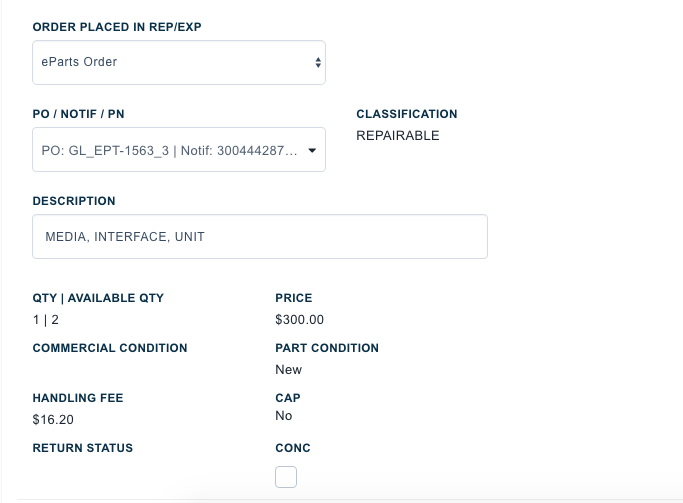 ORDER PLACED IN REP/EXP
eParts Order
PO / NOTIF / PN
CLASSIFICATION
PO: GL_EPT-1563_3 | Notif: 300444287...
REPAIRABLE
DESCRIPTION
MEDIA, INTERFACE, UNIT
QTY | AVAILABLE QTY
PRICE
1 | 2
$300.00
COMMERCIAL CONDITION
PART CONDITION
New
HANDLING FEE
CAP
$16.20
No
RETURN STATUS
CONC